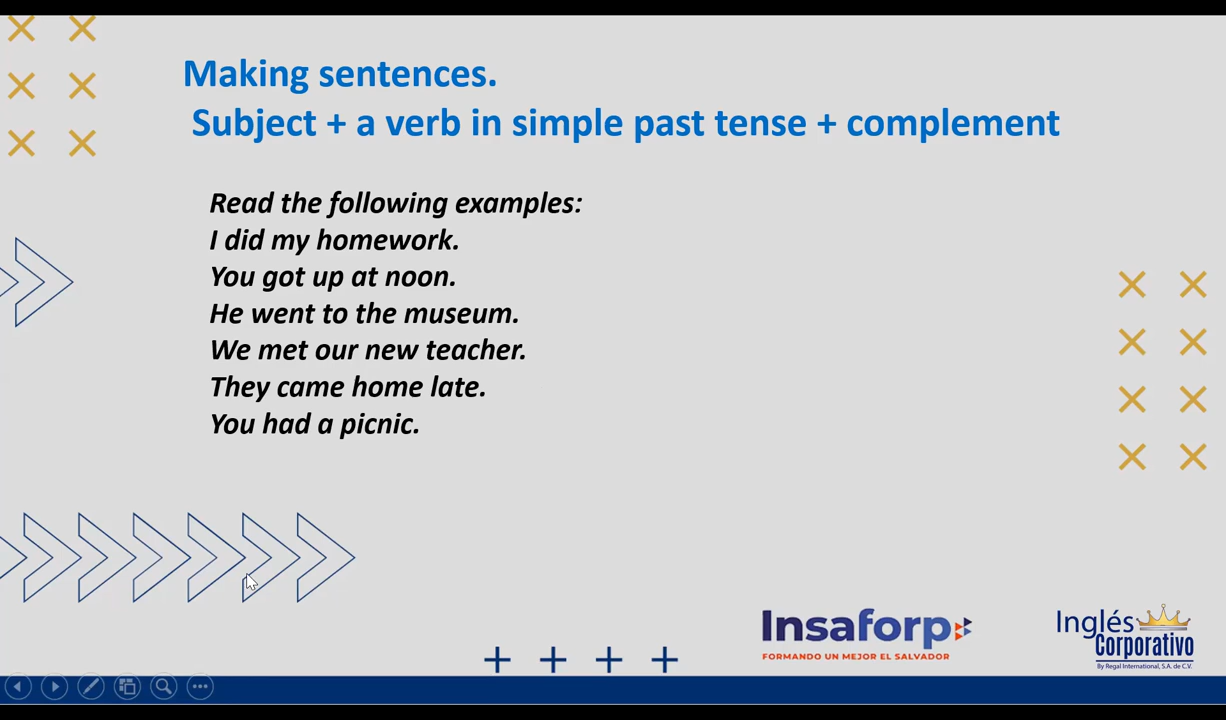 Making sentences.
Subject + a verb in simple past tense + complement
Read the following examples:
I did my homework.
You got up at noon.
He went to the museum.
We met our new teacher.
They came home late.
You had a picnic.
Insaforp
FORMANDO UN MEJOR EL SALVADOR
Inglés
Corporativo
By Regal International, S.A. de C.V.